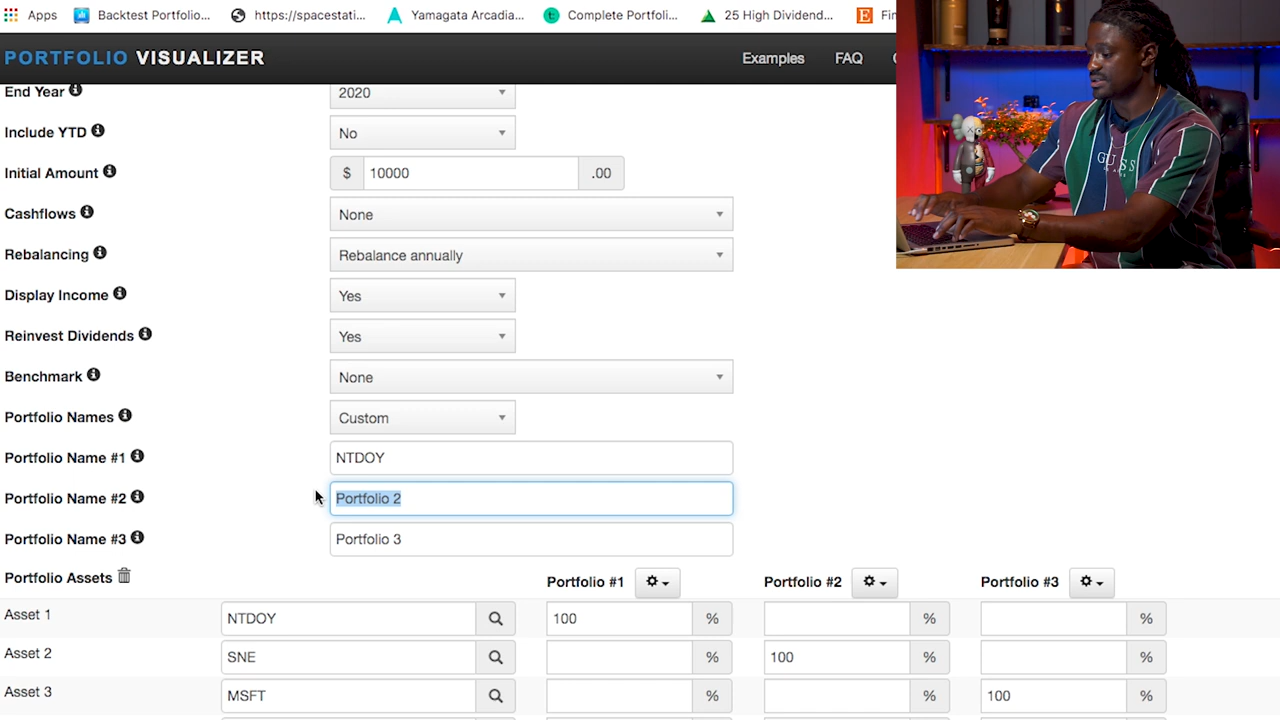 Apps Backtest Portfolio... https://spacestati... Yamagata Arcadia... Complete Portfoli... 25 High Dividend... Fin
PORTFOLIO VISUALIZER Examples FAQ
End Year 2020
Include YTD No
Initial Amount $ 10000 .00
Cashflows None
Rebalancing Rebalance annually
Display Income Yes
Reinvest Dividends Yes
Benchmark None
Portfolio Names Custom
Portfolio Name #1 NTDOY
Portfolio Name #2 Portfolio 2
Portfolio Name #3 Portfolio 3
Portfolio Assets Portfolio #1 Portfolio #2 Portfolio #3
Asset 1 NTDOY 100 % % %
Asset 2 SNE % 100 % %
Asset 3 MSFT % % 100 %
GUESS